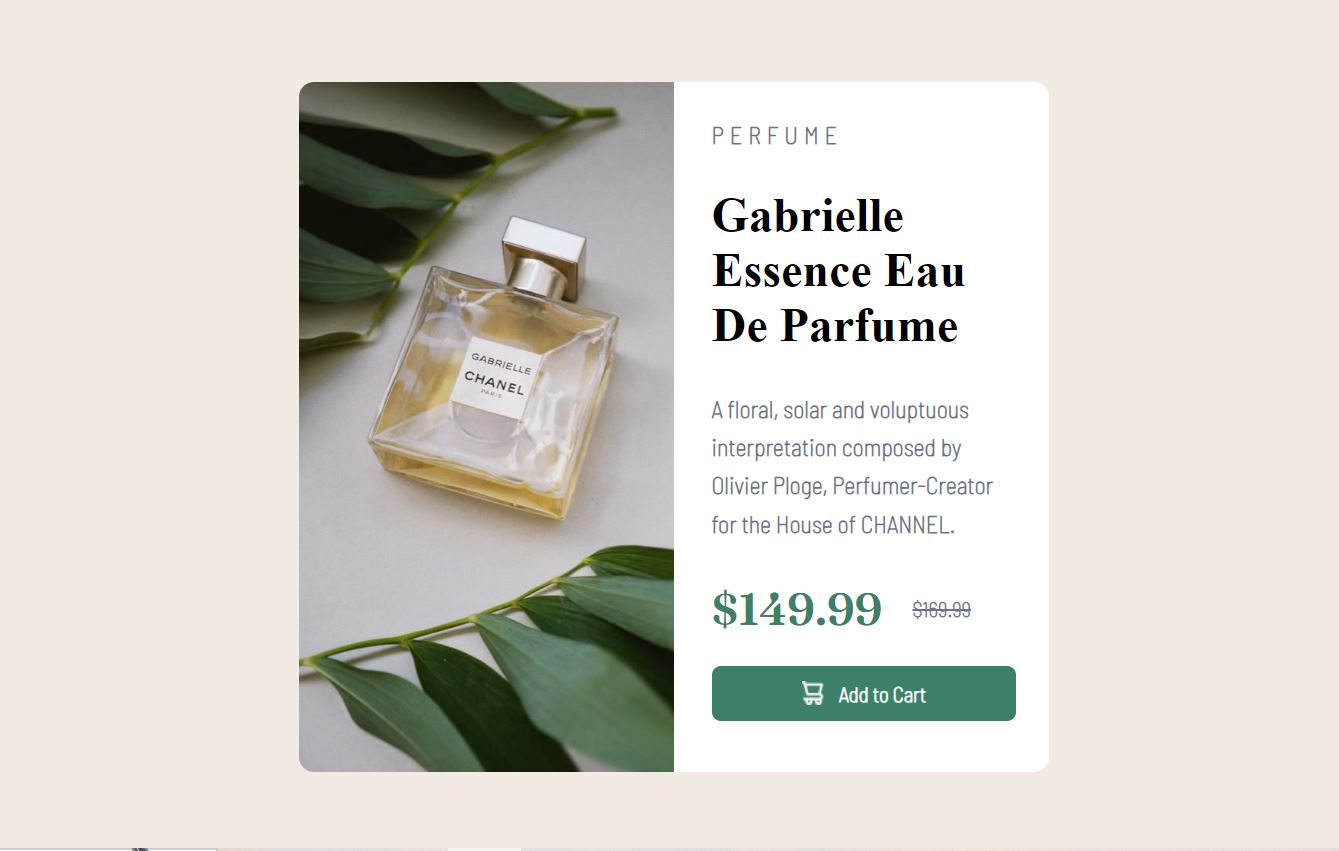 GABRIELLE
CHANEL
PARIS
PERFUME
Gabrielle
Essence Eau
De Parfume
A floral, solar and voluptuous
interpretation composed by
Olivier Ploge, Perfumer-Creator
for the House of CHANNEL.
$149.99 $169.99
Add to Cart